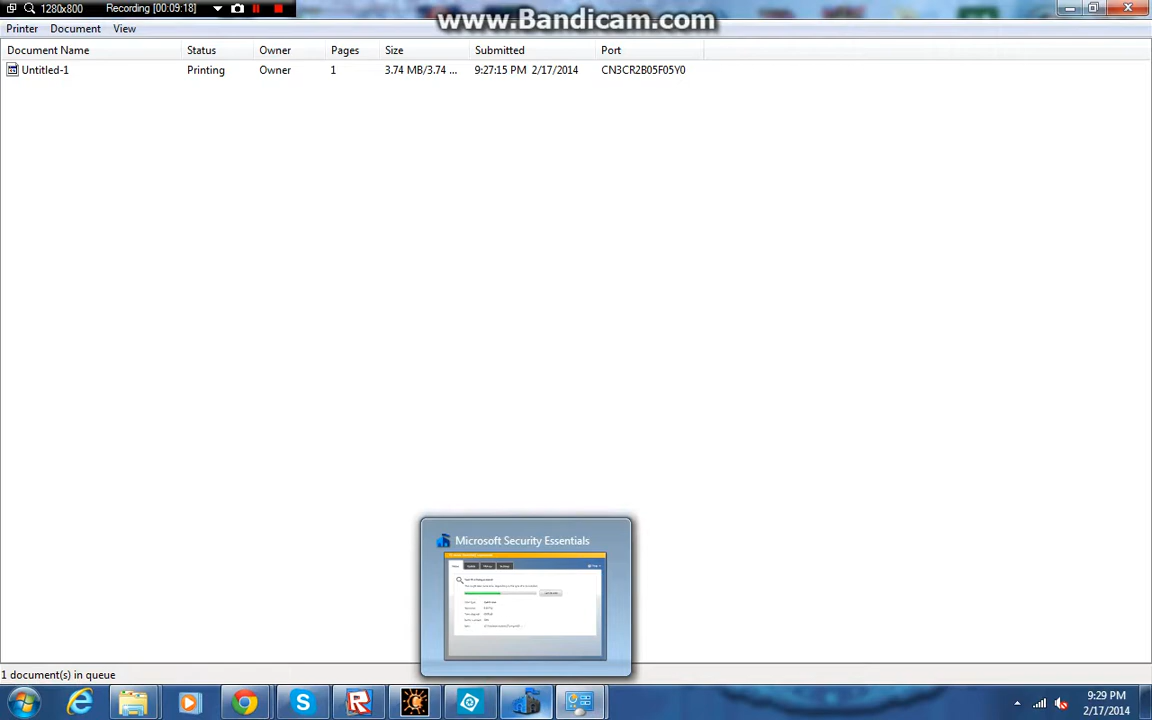 1280x800 Recording [00:09:18]
www.Bandicam.com
Printer Document View
Document Name Status Owner Pages Size Submitted Port
Untitled-1 Printing Owner 1 3.74 MB/3.74 ... 9:27:15 PM 2/17/2014 CN3CR2B05F05Y0
Microsoft Security Essentials
1 document(s) in queue
9:29 PM
2/17/2014